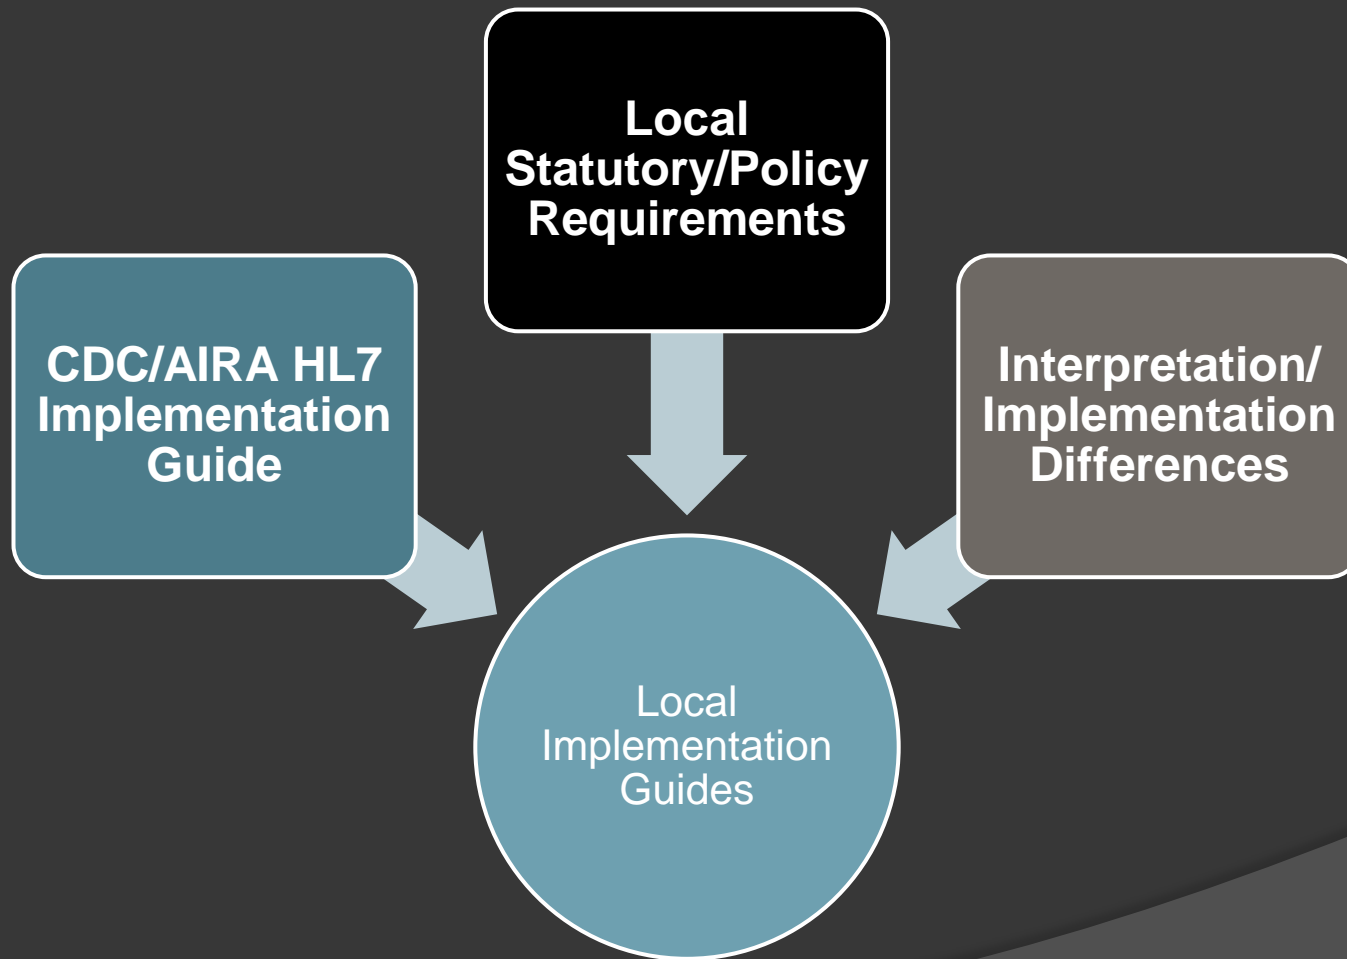 Local
Statutory/Policy
Requirements
CDC/AIRA HL7
Implementation
Guide
Interpretation/
Implementation
Differences
Local
Implementation
Guides